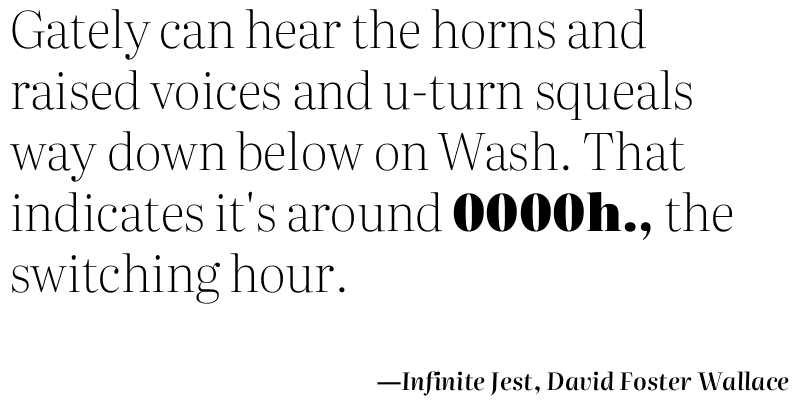 Gately can hear the horns and
raised voices and u-turn squeals
way down below on Wash. That
indicates it's around 0000h., the
switching hour.
—Infinite Jest, David Foster Wallace